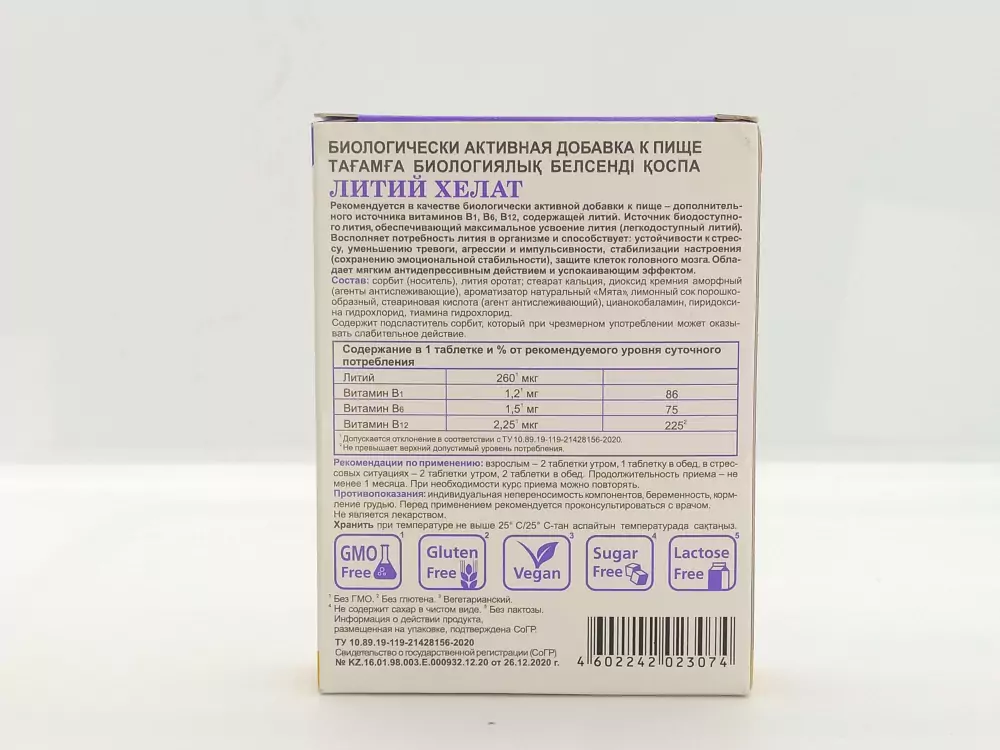 БИОЛОГИЧЕСКИ АКТИВНАЯ ДОБАВКА К ПИЩЕ
ТАҒАМҒА БИОЛОГИЯЛЫҚ БЕЛСЕНДІ ҚОСПА
ЛИТИЙ ХЕЛАТ
Рекомендуется в качестве биологически активной добавки к пище – дополнитель-
ного источника витаминов В1, В6, В12, содержащей литий. Источник биодоступно-
го лития, обеспечивающий максимальное усвоение лития (легкодоступный литий).
Восполняет потребность лития в организме и способствует: устойчивости к стрес-
су, уменьшению тревоги, агрессии и импульсивности, стабилизации настроения
(сохранению эмоциональной стабильности), защите клеток головного мозга. Обла-
дает мягким антидепрессивным действием и успокаивающим эффектом.
Состав: сорбит (носитель), лития оротат; стеарат кальция, диоксид кремния аморфный
(агенты антислеживающие), ароматизатор натуральный «Мята», лимонный сок порошко-
образный, стеариновая кислота (агент антислеживающий), цианокобаламин, пиридокси-
на гидрохлорид, тиамина гидрохлорид.
Содержит подсластитель сорбит, который при чрезмерном употреблении может оказы-
вать слабительное действие.
Содержание в 1 таблетке и % от рекомендуемого уровня суточного
потребления
Литий 260¹ мкг
Витамин В1 1,2¹ мг 86
Витамин В6 1,5¹ мг 75
Витамин В12 2,25¹ мкг 225²
¹ Допускается отклонение в соответствии с ТУ 10.89.19-119-21428156-2020.
² Не превышает верхний допустимый уровень потребления.
Рекомендации по применению: взрослым – 2 таблетки утром, 1 таблетку в обед, в стрес-
совых ситуациях – 2 таблетки утром, 2 таблетки в обед. Продолжительность приема – не
менее 1 месяца. При необходимости курс приема можно повторять.
Противопоказания: индивидуальная непереносимость компонентов, беременность, корм-
ление грудью. Перед применением рекомендуется проконсультироваться с врачом.
Не является лекарством.
Хранить при температуре не выше 25° С/25° С-тан аспайтын температурада сақтаңыз.
GMO Free ¹
Gluten Free ²
Vegan ³
Sugar Free ⁴
Lactose Free ⁵
¹ Без ГМО. ² Без глютена. ³ Вегетарианский.
⁴ Не содержит сахар в чистом виде. ⁵ Без лактозы.
Информация о действии продукта,
размещенная на упаковке, подтверждена СоГР.
ТУ 10.89.19-119-21428156-2020
Свидетельство о государственной регистрации (СоГР)
№ KZ.16.01.98.003.Е.000932.12.20 от 26.12.2020 г.
4 602242 023074